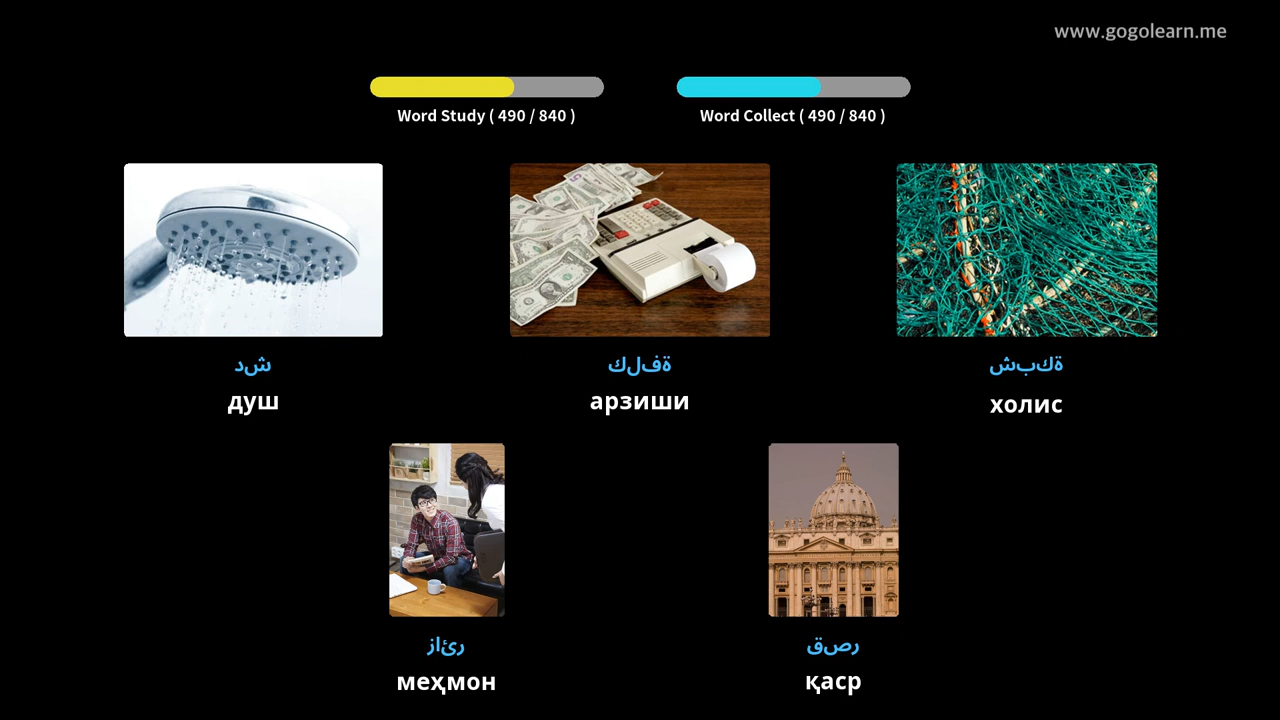 www.gogolearn.me
Word Study ( 490 / 840 )
Word Collect ( 490 / 840 )
شد
душ
ةفلك
арзиши
ةكبش
холис
رئاز
меҳмон
رصق
қаср